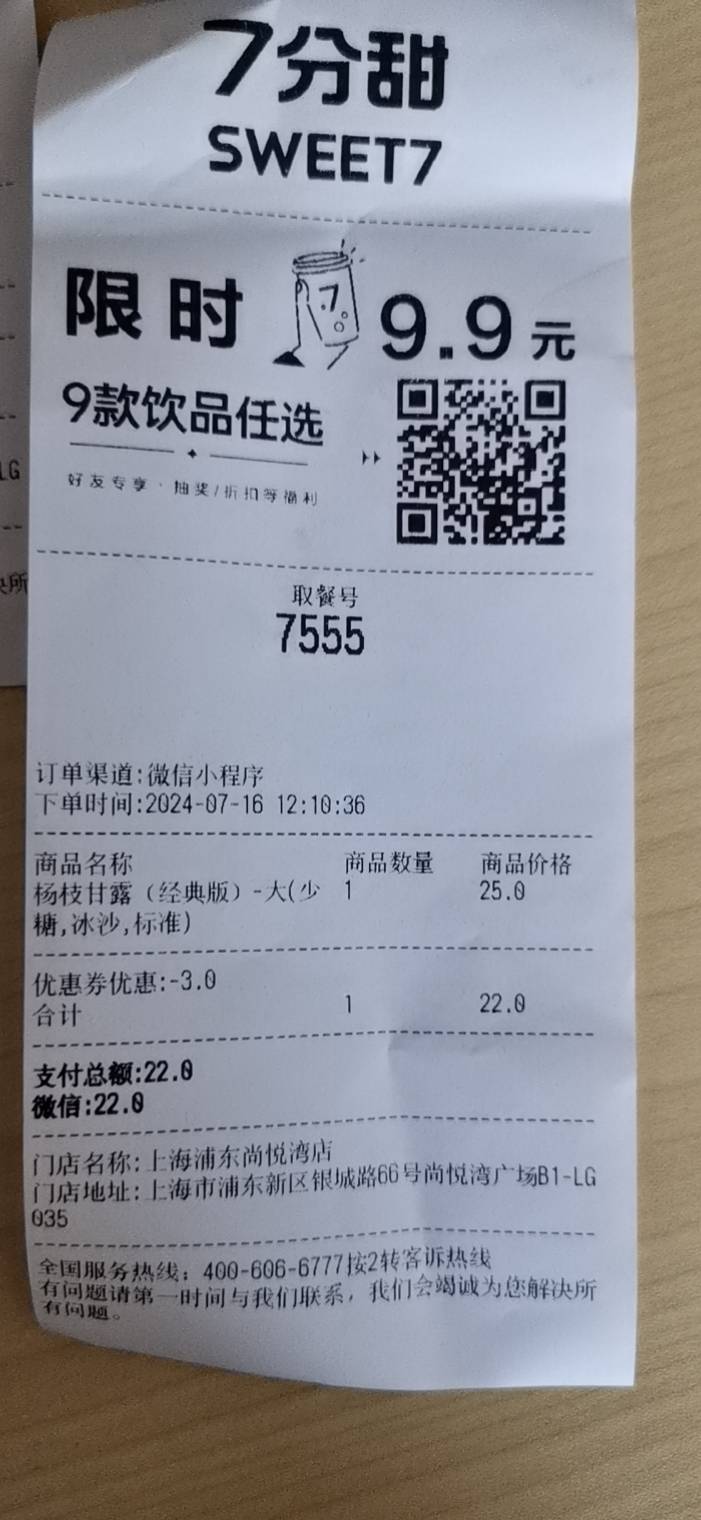 7分甜
SWEET7
限时 9.9元
9款饮品任选
好友专享·抽奖/折扣等福利
取餐号
7555
订单渠道:微信小程序
下单时间:2024-07-16 12:10:36
商品名称 商品数量 商品价格
杨枝甘露（经典版）-大(少 1 25.0
糖,冰沙,标准)
优惠券优惠:-3.0
合计 1 22.0
支付总额:22.0
微信:22.0
门店名称:上海浦东尚悦湾店
门店地址:上海市浦东新区银城路66号尚悦湾广场B1-LG
035
全国服务热线：400-606-6777按2转客诉热线
有问题请第一时间与我们联系，我们会竭诚为您解决所
有问题。